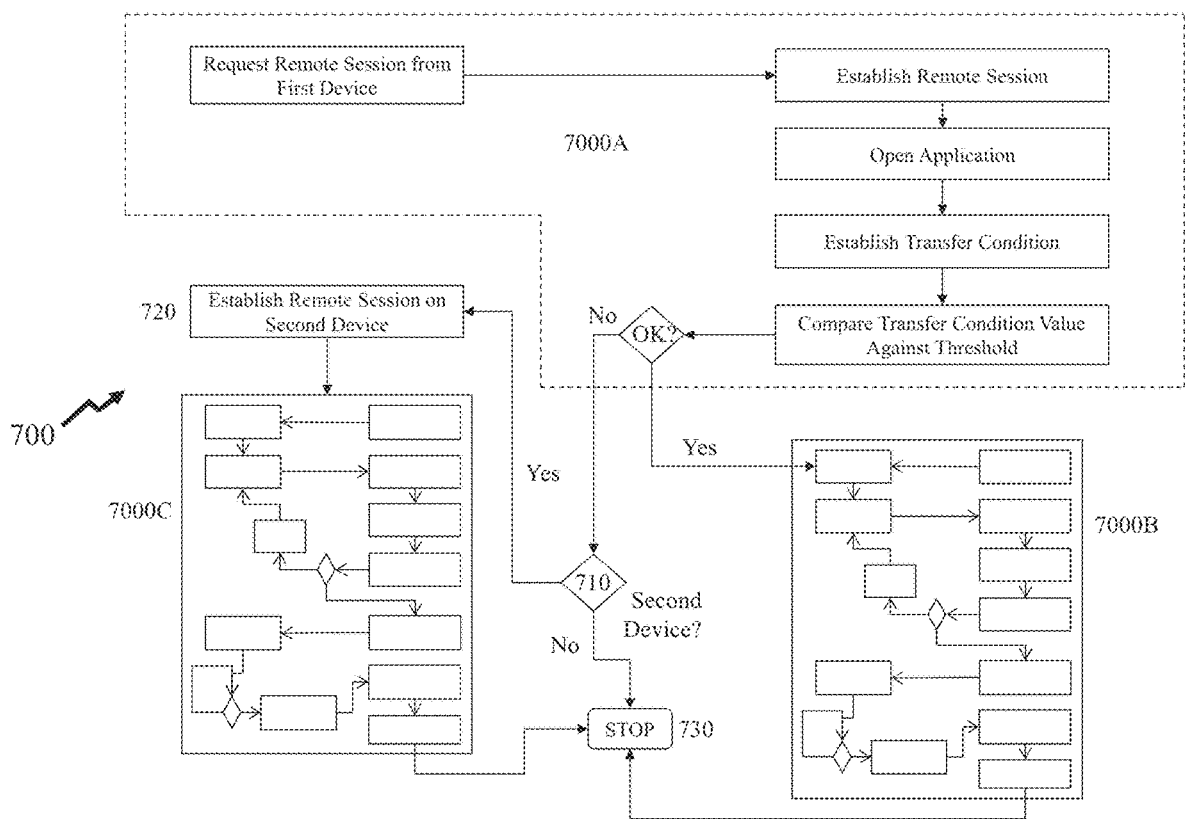 Request Remote Session from
First Device
Establish Remote Session
7000A
Open Application
Establish Transfer Condition
720
Establish Remote Session on
Second Device
No
OK?
Compare Transfer Condition Value
Against Threshold
700
Yes
Yes
7000C
7000B
710
Second
Device?
No
STOP
730